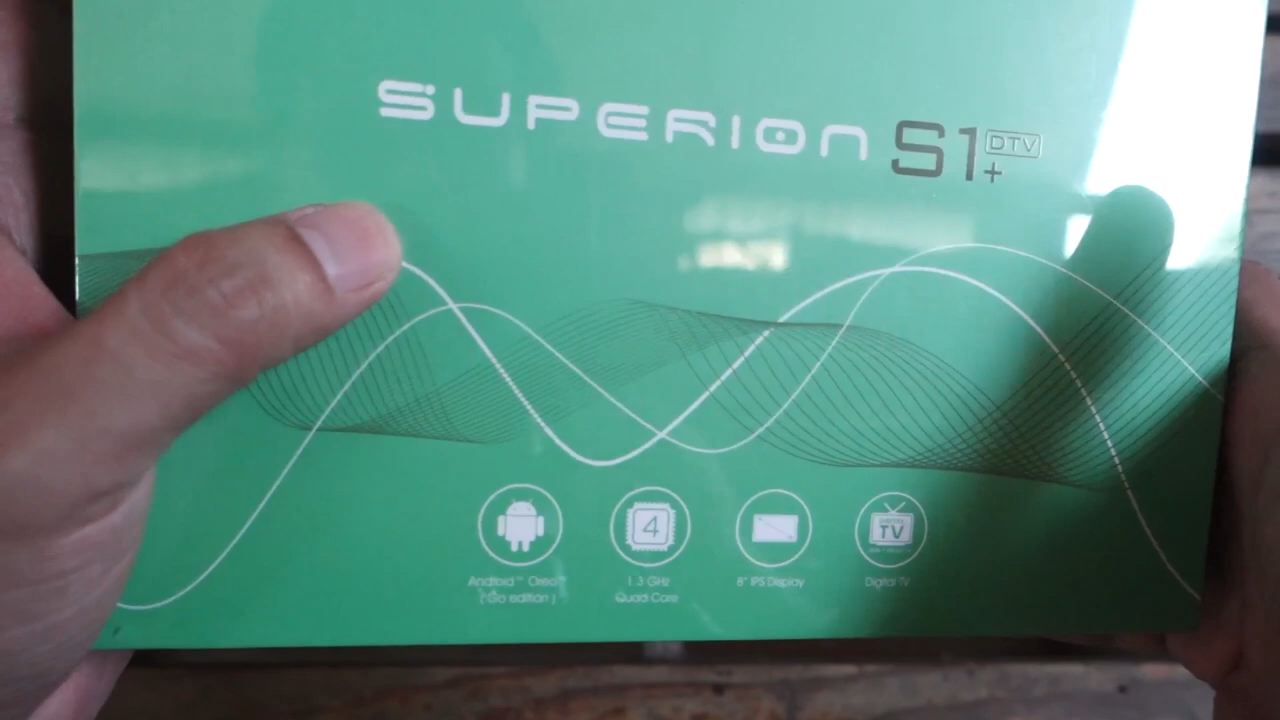 SUPERION S1+ DTV
4
DIGITAL
TV
Android™ Oreo™
(Go edition)
1.3 GHz
Quad Core
8" IPS Display
Digital TV